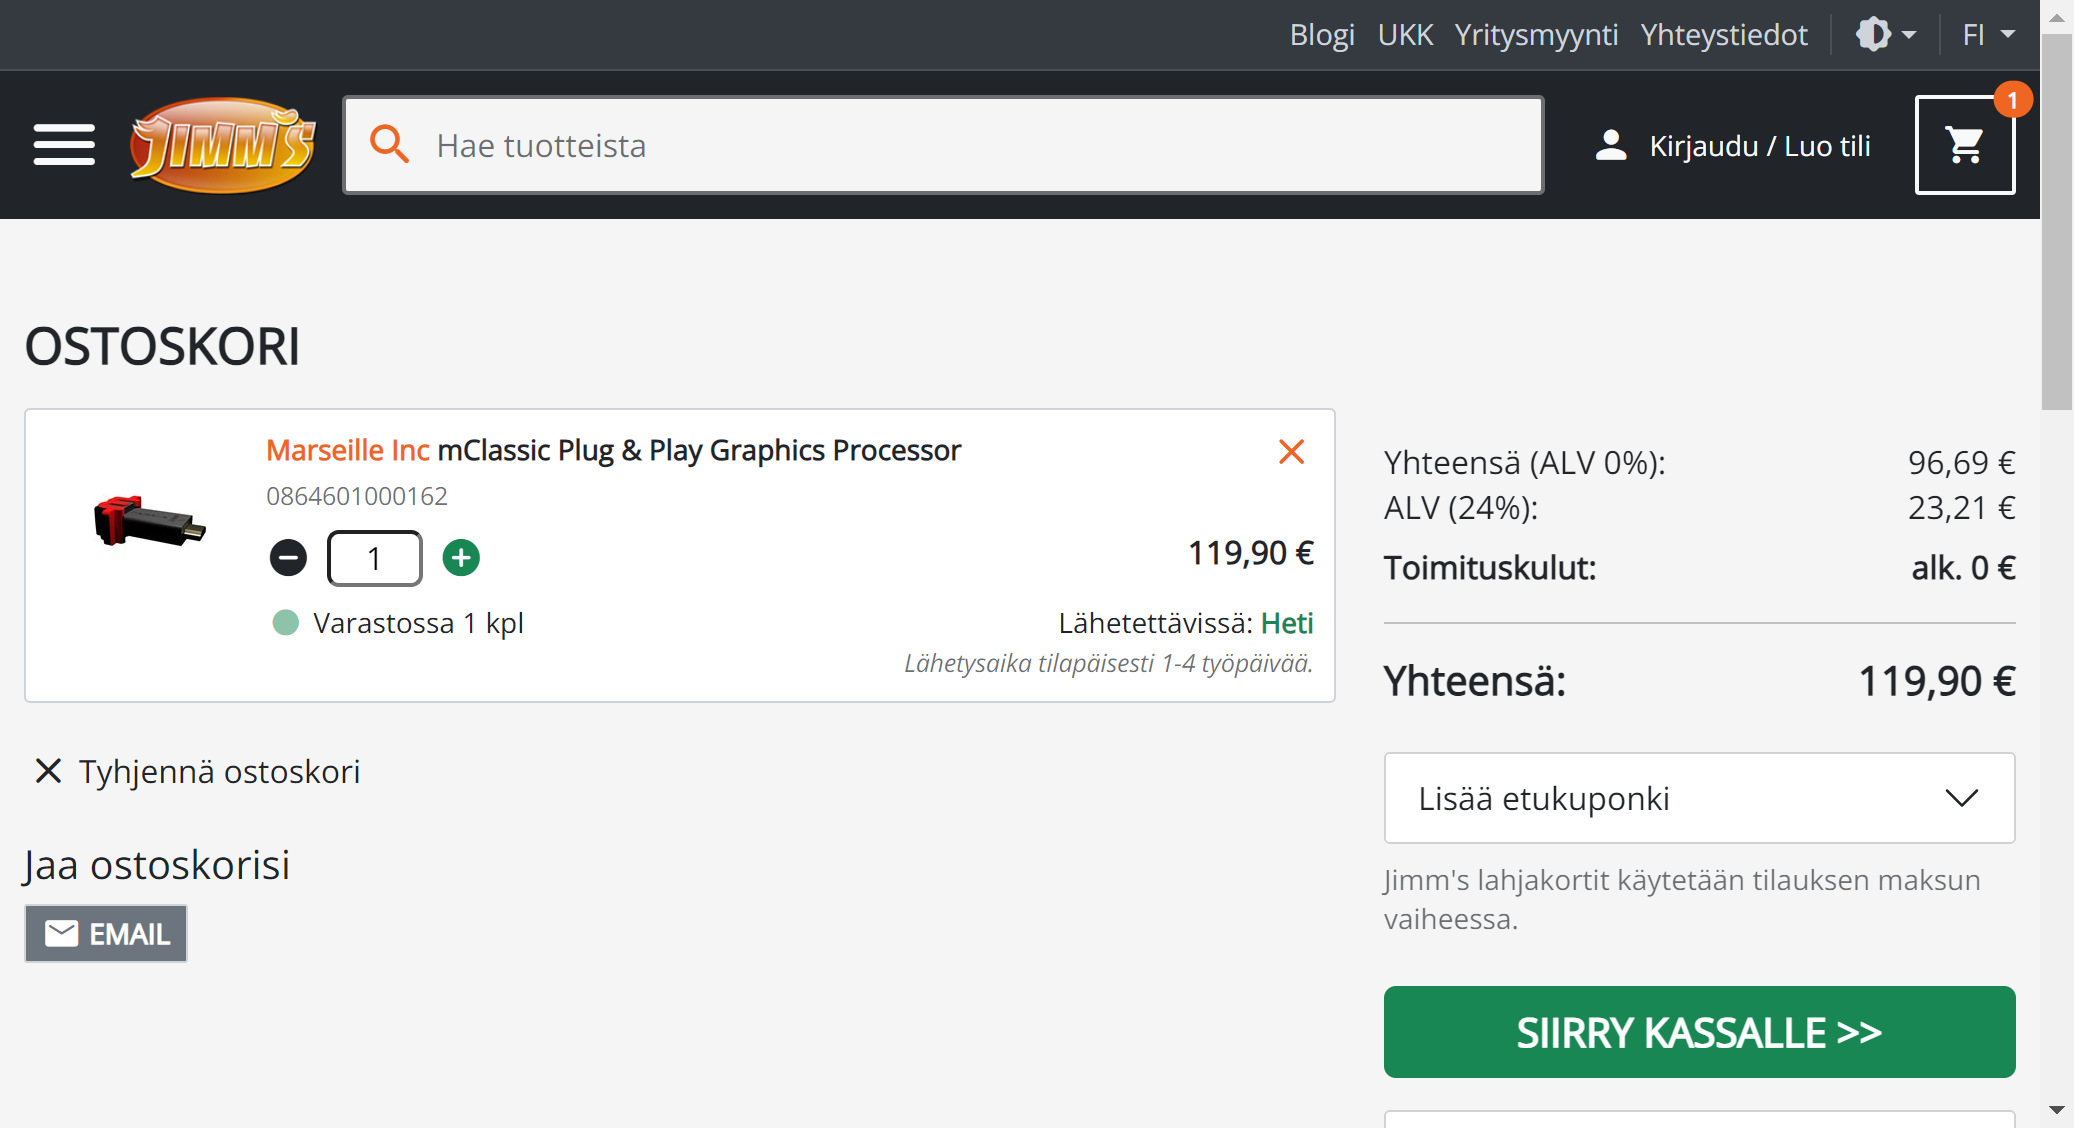 Blogi UKK Yritysmyynti Yhteystiedot FI
JIMM'S
Hae tuotteista
Kirjaudu / Luo tili
1
OSTOSKORI
Marseille Inc mClassic Plug & Play Graphics Processor
0864601000162
1
119,90 €
Varastossa 1 kpl
Lähetettävissä: Heti
Lähetysaika tilapäisesti 1-4 työpäivää.
Tyhjennä ostoskori
Jaa ostoskorisi
EMAIL
Yhteensä (ALV 0%): 96,69 €
ALV (24%): 23,21 €
Toimituskulut: alk. 0 €
Yhteensä: 119,90 €
Lisää etukuponki
Jimm's lahjakortit käytetään tilauksen maksun
vaiheessa.
SIIRRY KASSALLE >>